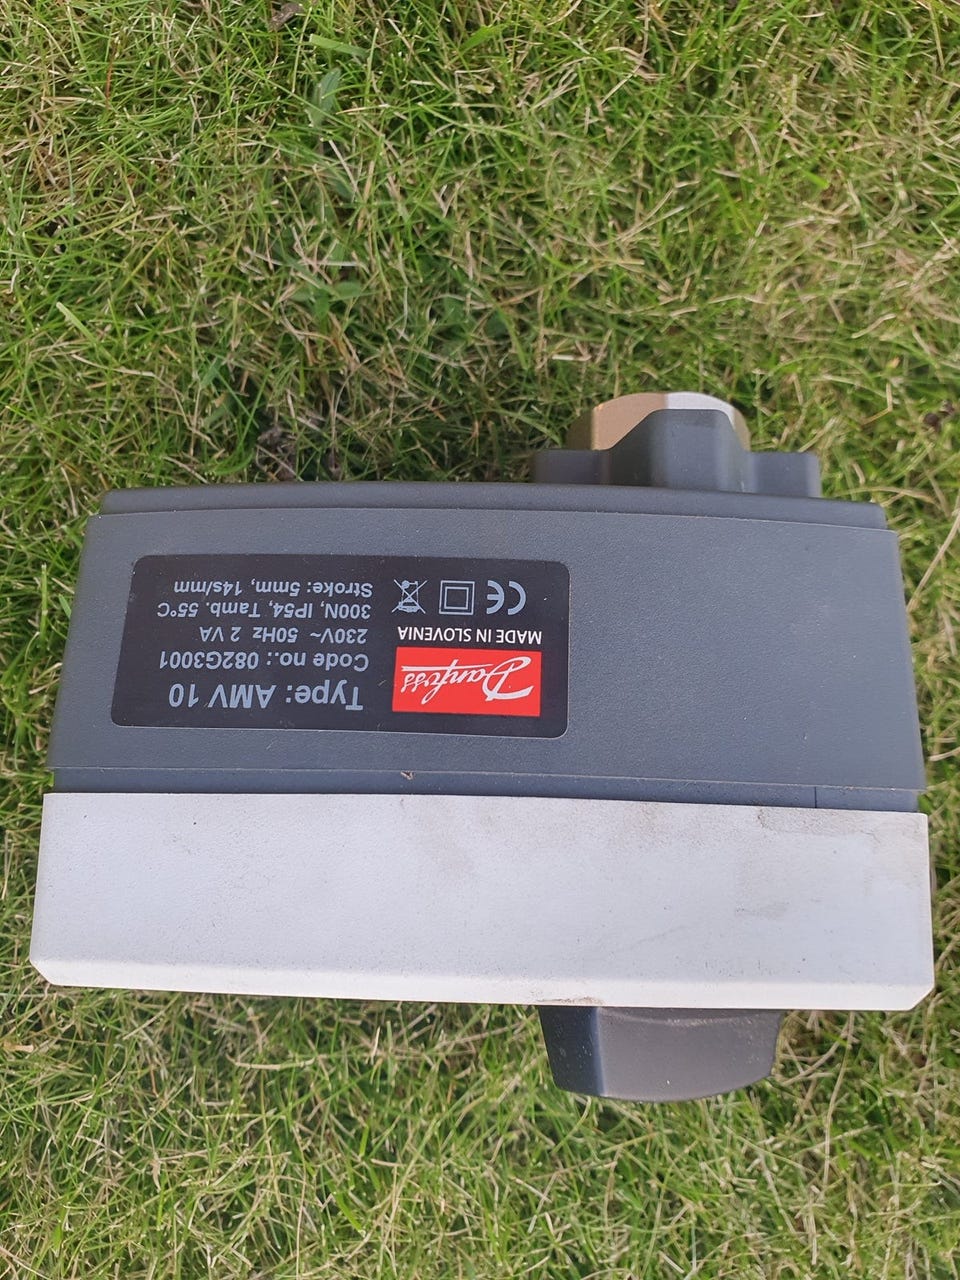 Danfoss
MADE IN SLOVENIA
CE
Type: AMV 10
Code no.: 082G3001
230V~ 50Hz 2 VA
300N, IP54, Tamb. 55°C
Stroke: 5mm, 14s/mm